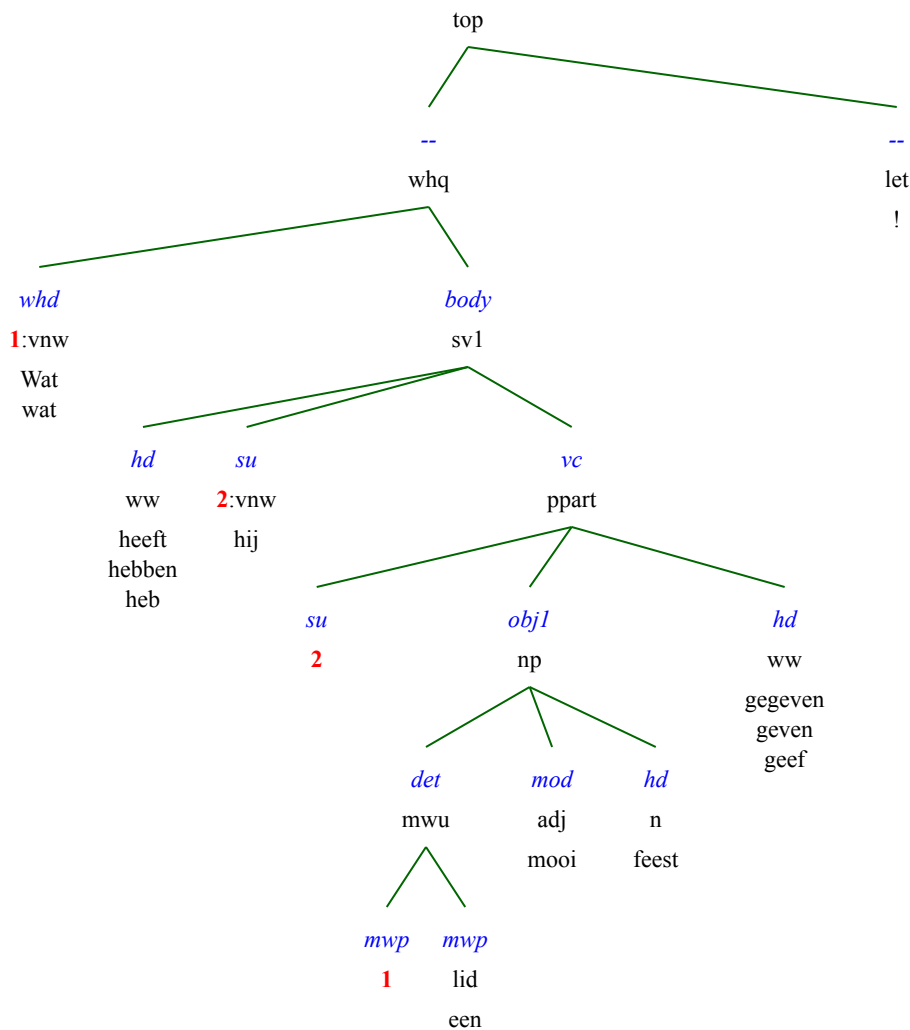 top
-- --
whq let
!
whd body
1:vnw sv1
Wat
wat
hd su vc
ww 2:vnw ppart
heeft hij
hebben
heb
su obj1 hd
2 np ww
gegeven
geven
geef
det mod hd
mwu adj n
mooi feest
mwp mwp
1 lid
een